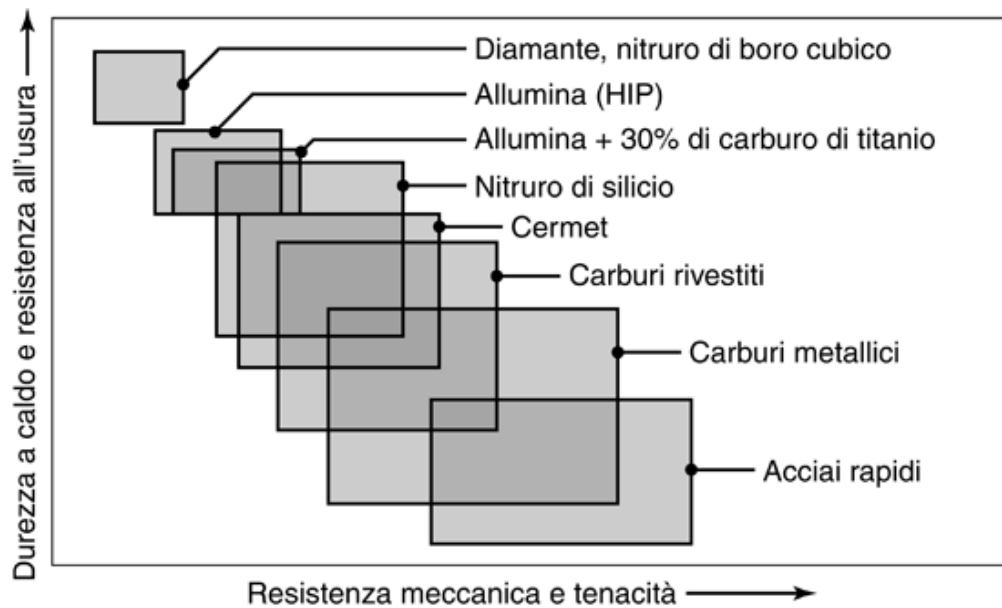 Durezza a caldo e resistenza all'usura
Diamante, nitruro di boro cubico
Allumina (HIP)
Allumina + 30% di carburo di titanio
Nitruro di silicio
Cermet
Carburi rivestiti
Carburi metallici
Acciai rapidi
Resistenza meccanica e tenacità